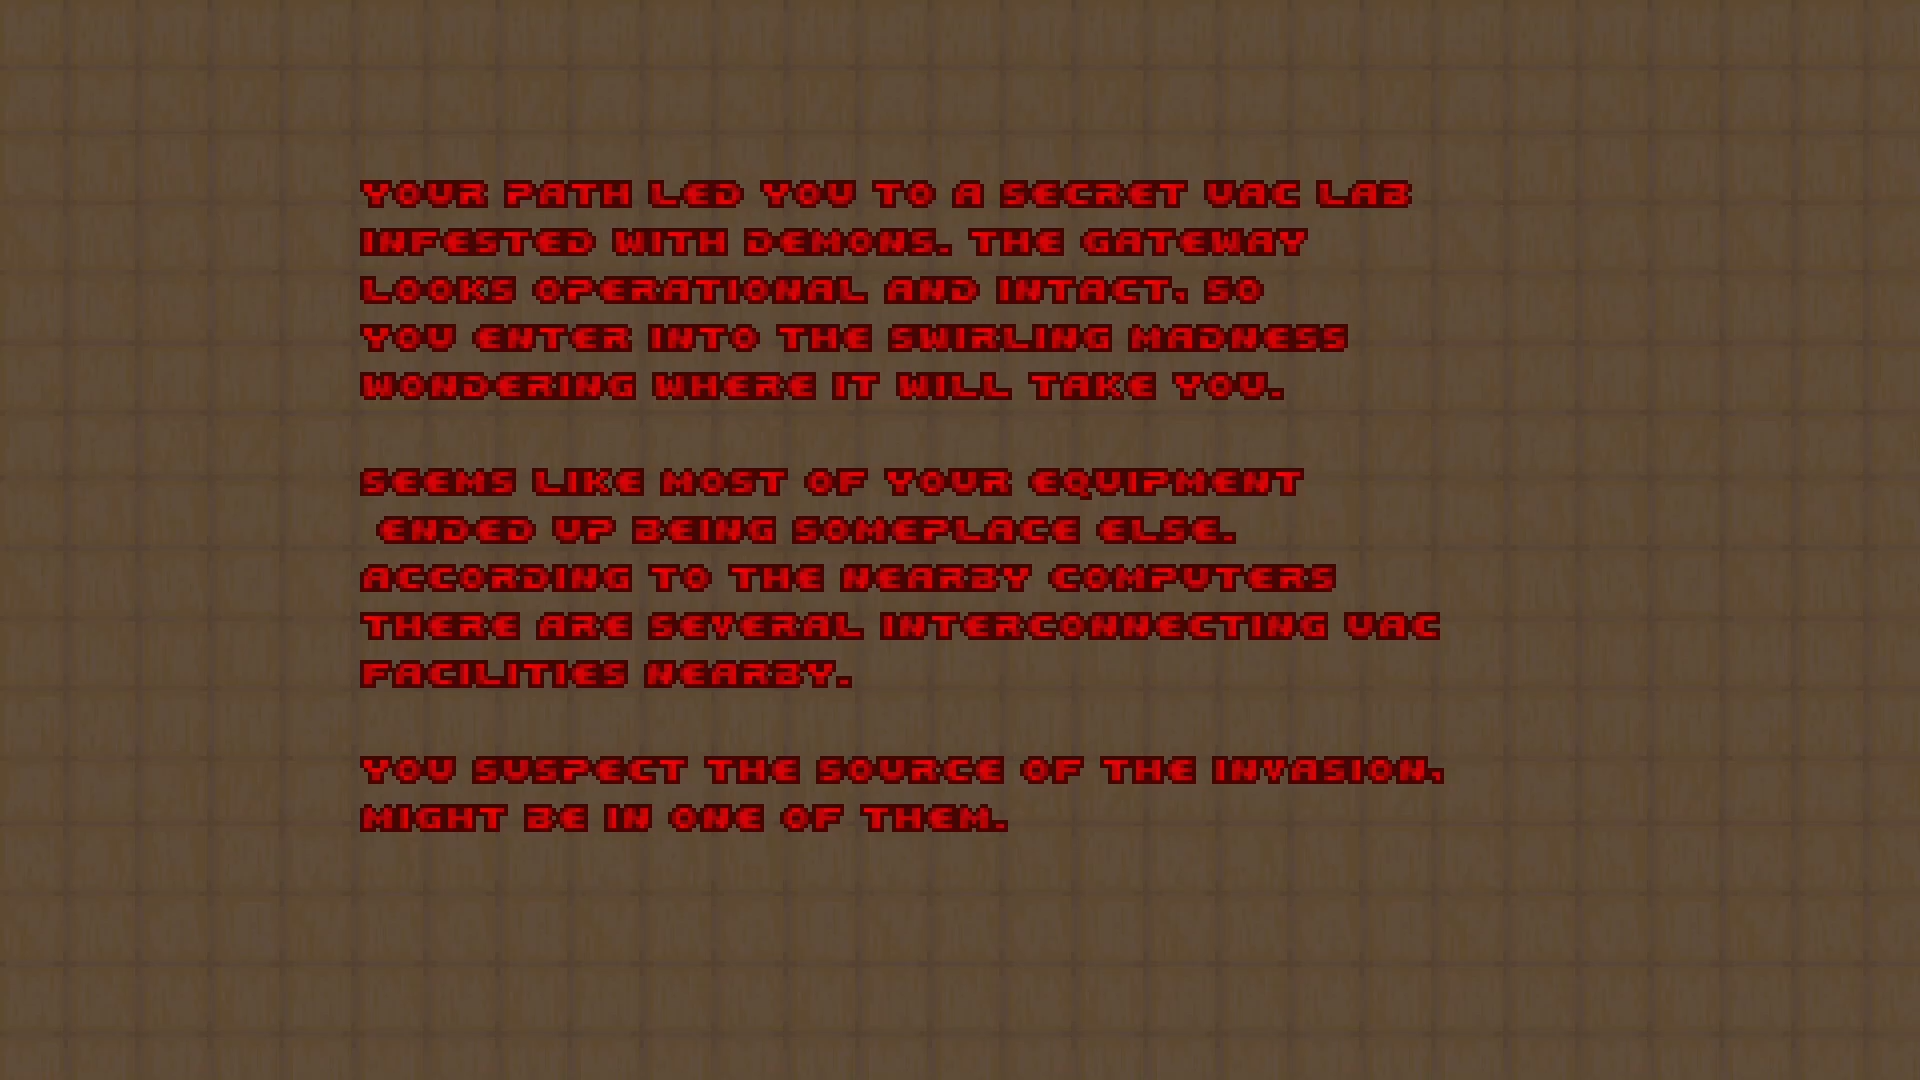 YOUR PATH LED YOU TO A SECRET UAC LAB
INFESTED WITH DEMONS. THE GATEWAY
LOOKS OPERATIONAL AND INTACT, SO
YOU ENTER INTO THE SWIRLING MADNESS
WONDERING WHERE IT WILL TAKE YOU.
SEEMS LIKE MOST OF YOUR EQUIPMENT
ENDED UP BEING SOMEPLACE ELSE.
ACCORDING TO THE NEARBY COMPUTERS
THERE ARE SEVERAL INTERCONNECTING UAC
FACILITIES NEARBY.
YOU SUSPECT THE SOURCE OF THE INVASION,
MIGHT BE IN ONE OF THEM.